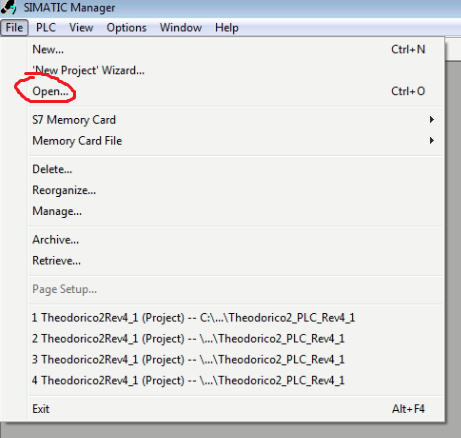 SIMATIC Manager
File PLC View Options Window Help
New... Ctrl+N
'New Project' Wizard...
Open... Ctrl+O
S7 Memory Card
Memory Card File
Delete...
Reorganize...
Manage...
Archive...
Retrieve...
Page Setup...
1 Theodorico2Rev4_1 (Project) -- C:\...\Theodorico2_PLC_Rev4_1
2 Theodorico2Rev4_1 (Project) -- \...\Theodorico2_PLC_Rev4_1
3 Theodorico2Rev4_1 (Project) -- \...\Theodorico2_PLC_Rev4_1
4 Theodorico2Rev4_1 (Project) -- \...\Theodorico2_PLC_Rev4_1
Exit Alt+F4